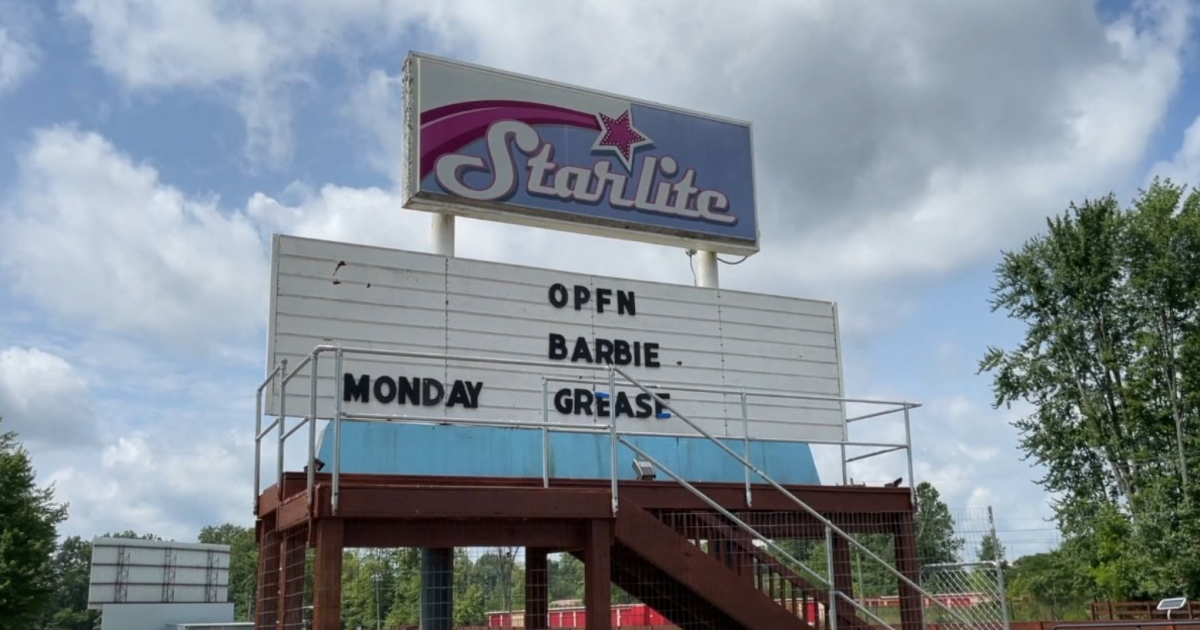 Starlite
OPFN
BARBIE
MONDAY GREASE